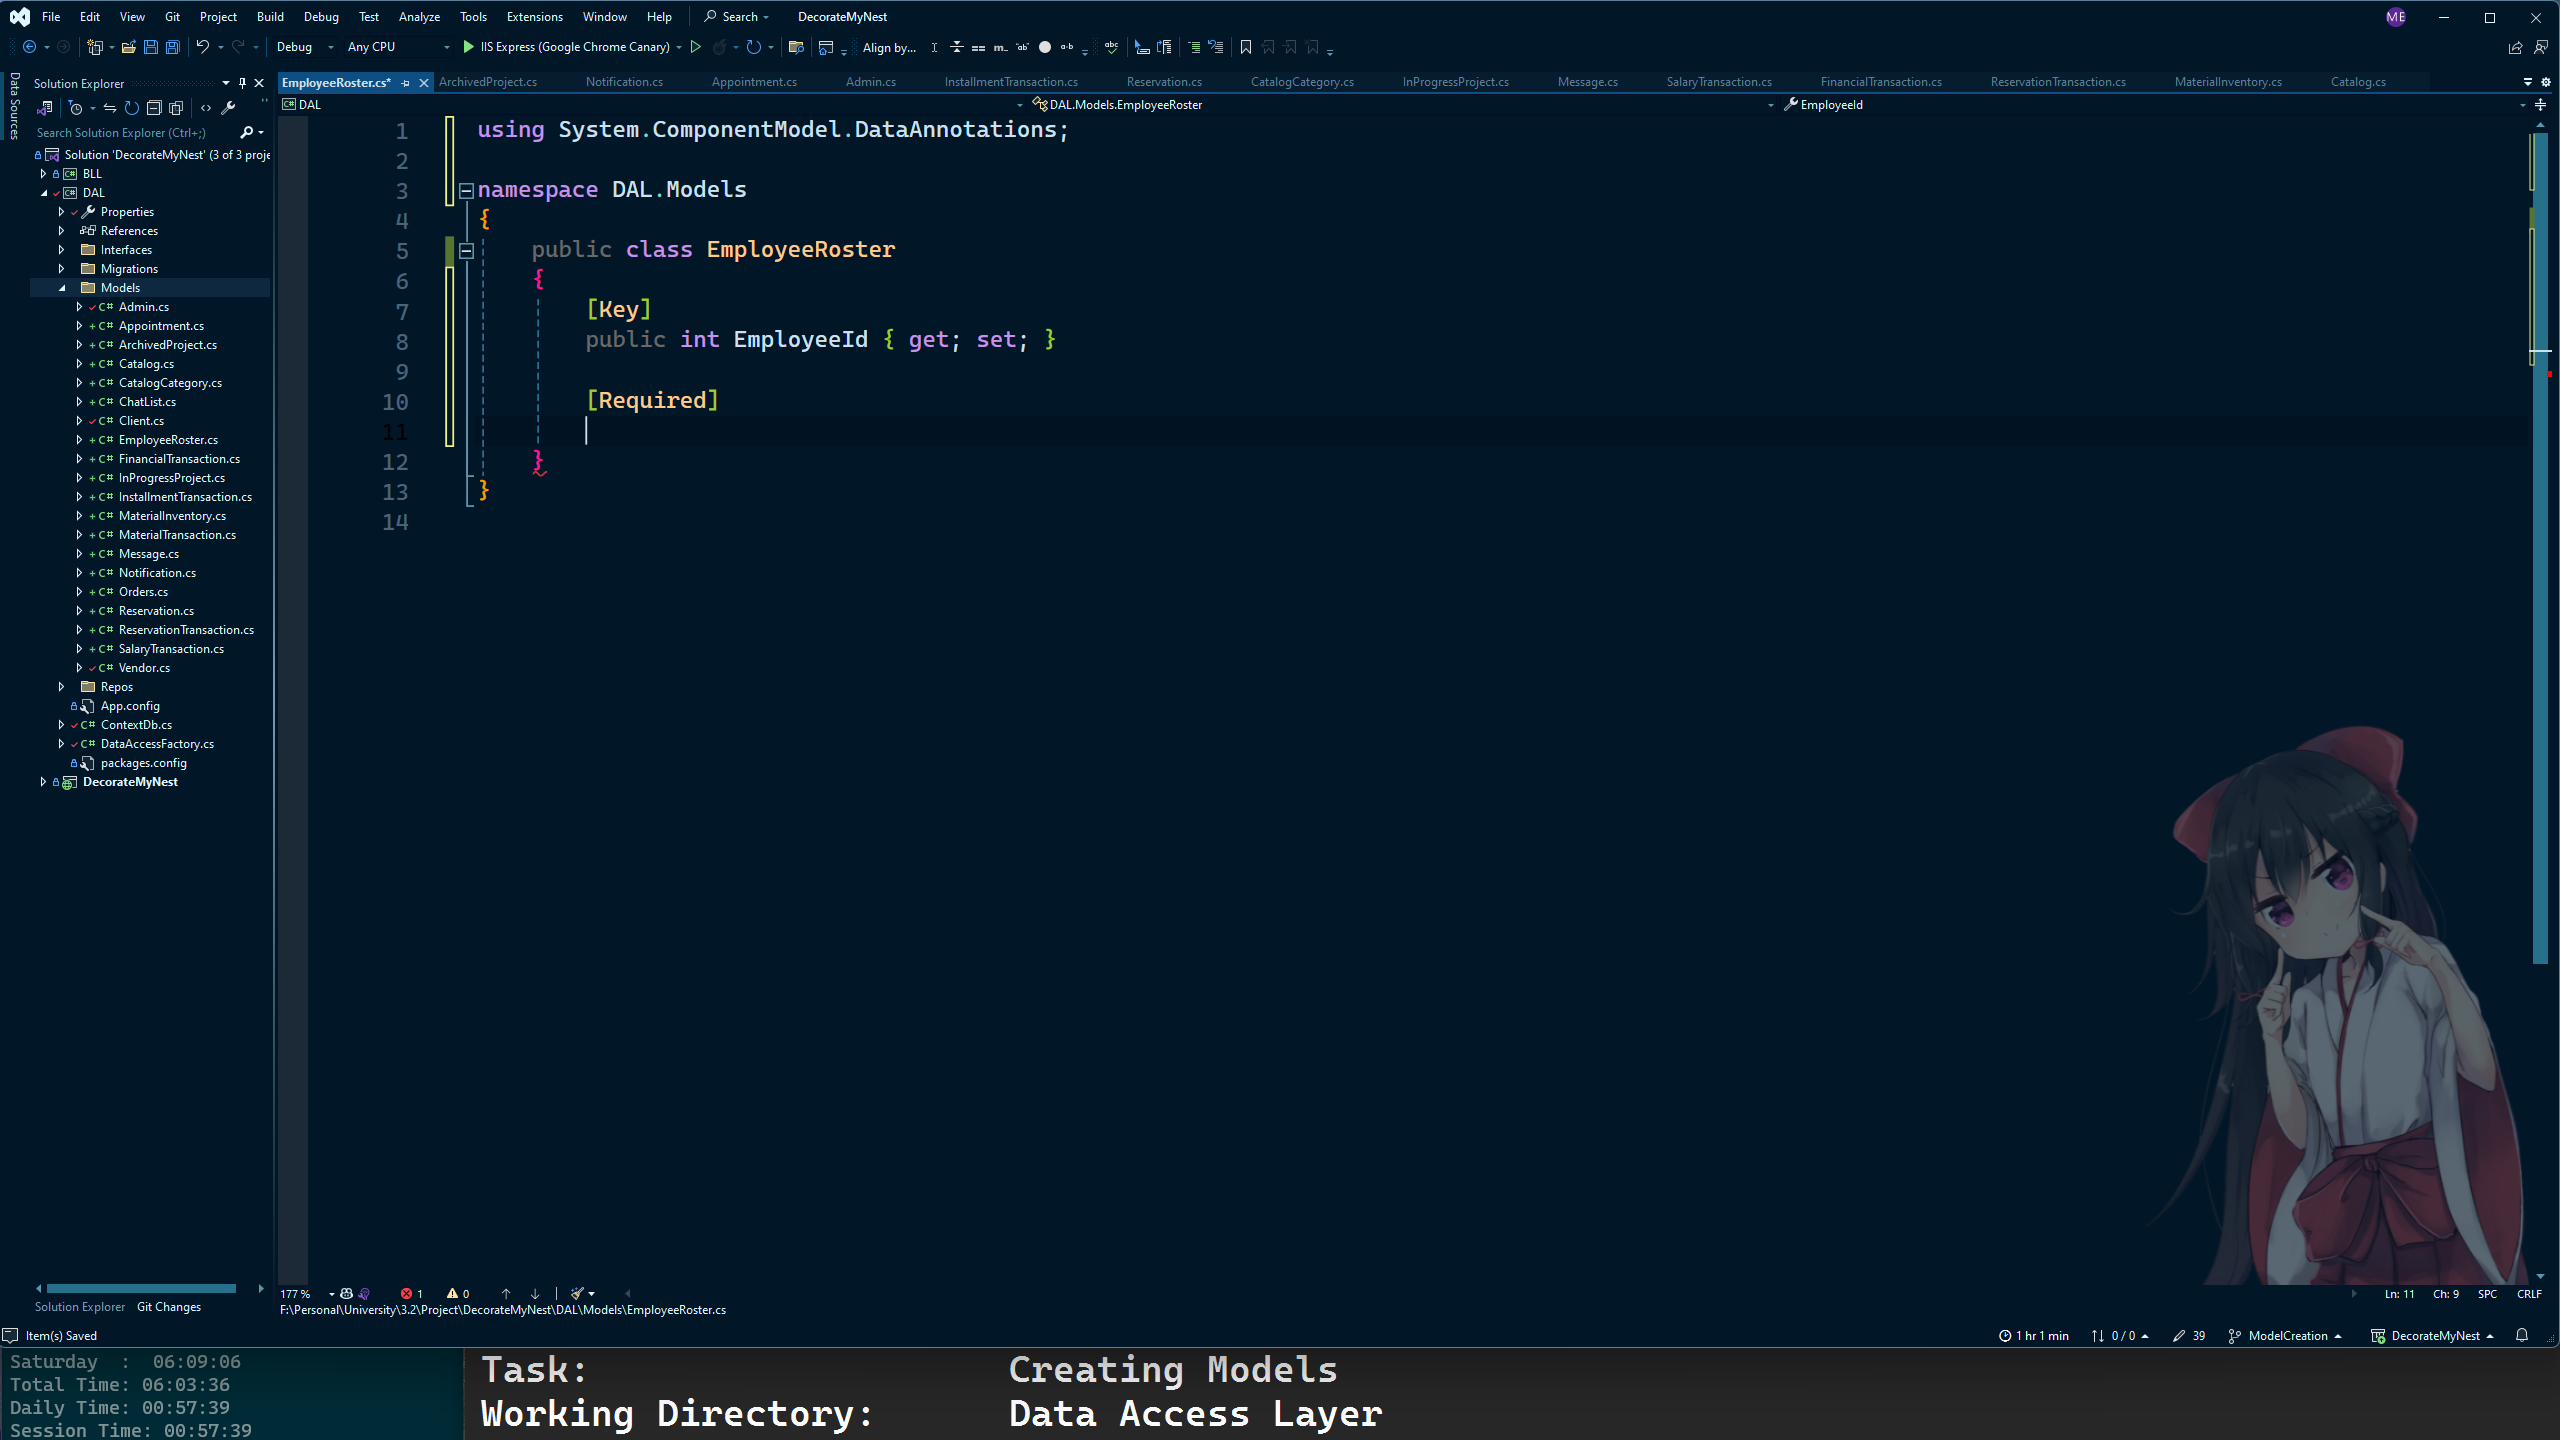 File Edit View Git Project Build Debug Test Analyze Tools Extensions Window Help Search DecorateMyNest ME
Debug Any CPU IIS Express (Google Chrome Canary) Align by...
Data Sources
Solution Explorer
Search Solution Explorer (Ctrl+;)
Solution 'DecorateMyNest' (3 of 3 proje
BLL
DAL
Properties
References
Interfaces
Migrations
Models
C# Admin.cs
C# Appointment.cs
C# ArchivedProject.cs
C# Catalog.cs
C# CatalogCategory.cs
C# ChatList.cs
C# Client.cs
C# EmployeeRoster.cs
C# FinancialTransaction.cs
C# InProgressProject.cs
C# InstallmentTransaction.cs
C# MaterialInventory.cs
C# MaterialTransaction.cs
C# Message.cs
C# Notification.cs
C# Orders.cs
C# Reservation.cs
C# ReservationTransaction.cs
C# SalaryTransaction.cs
C# Vendor.cs
Repos
App.config
C# ContextDb.cs
C# DataAccessFactory.cs
packages.config
DecorateMyNest
Solution Explorer Git Changes
EmployeeRoster.cs* ArchivedProject.cs Notification.cs Appointment.cs Admin.cs InstallmentTransaction.cs Reservation.cs CatalogCategory.cs InProgressProject.cs Message.cs SalaryTransaction.cs FinancialTransaction.cs ReservationTransaction.cs MaterialInventory.cs Catalog.cs
DAL DAL.Models.EmployeeRoster EmployeeId
1 using System.ComponentModel.DataAnnotations;
2
3 namespace DAL.Models
4 {
5 public class EmployeeRoster
6 {
7 [Key]
8 public int EmployeeId { get; set; }
9
10 [Required]
11
12 }
13 }
14
177 % 1 0 Ln: 11 Ch: 9 SPC CRLF
F:\Personal\University\3.2\Project\DecorateMyNest\DAL\Models\EmployeeRoster.cs
Item(s) Saved 1 hr 1 min 0 / 0 39 ModelCreation DecorateMyNest
Saturday : 06:09:06
Total Time: 06:03:36
Daily Time: 00:57:39
Session Time: 00:57:39
Task: Creating Models
Working Directory: Data Access Layer